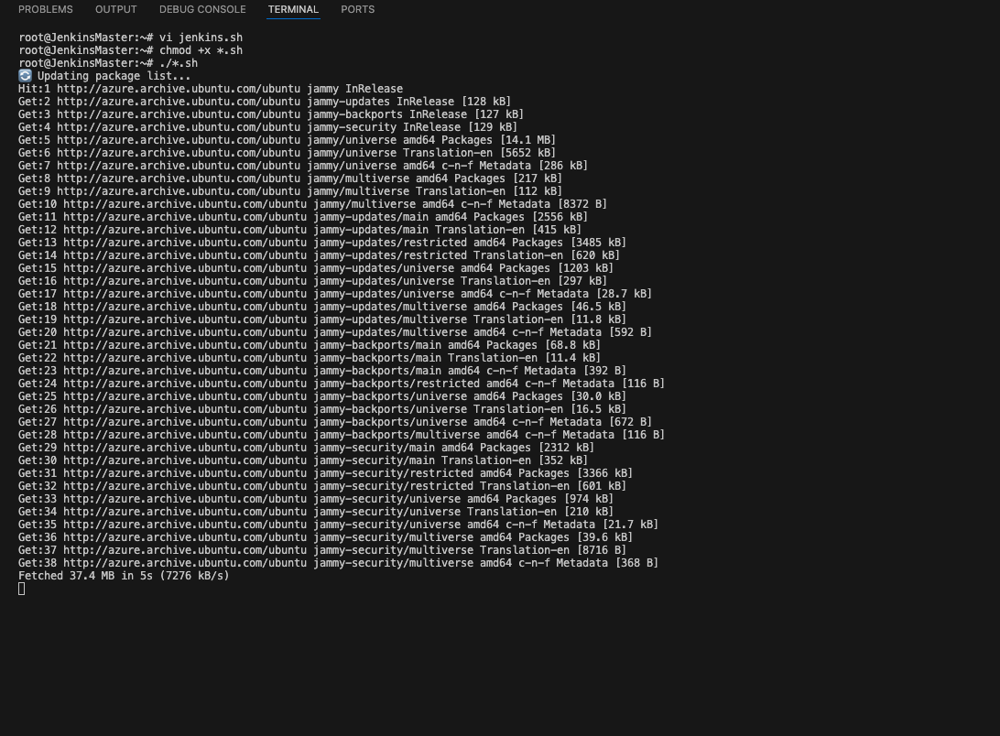 PROBLEMS OUTPUT DEBUG CONSOLE TERMINAL PORTS
root@JenkinsMaster:~# vi jenkins.sh
root@JenkinsMaster:~# chmod +x *.sh
root@JenkinsMaster:~# ./*.sh
🔄 Updating package list...
Hit:1 http://azure.archive.ubuntu.com/ubuntu jammy InRelease
Get:2 http://azure.archive.ubuntu.com/ubuntu jammy-updates InRelease [128 kB]
Get:3 http://azure.archive.ubuntu.com/ubuntu jammy-backports InRelease [127 kB]
Get:4 http://azure.archive.ubuntu.com/ubuntu jammy-security InRelease [129 kB]
Get:5 http://azure.archive.ubuntu.com/ubuntu jammy/universe amd64 Packages [14.1 MB]
Get:6 http://azure.archive.ubuntu.com/ubuntu jammy/universe Translation-en [5652 kB]
Get:7 http://azure.archive.ubuntu.com/ubuntu jammy/universe amd64 c-n-f Metadata [286 kB]
Get:8 http://azure.archive.ubuntu.com/ubuntu jammy/multiverse amd64 Packages [217 kB]
Get:9 http://azure.archive.ubuntu.com/ubuntu jammy/multiverse Translation-en [112 kB]
Get:10 http://azure.archive.ubuntu.com/ubuntu jammy/multiverse amd64 c-n-f Metadata [8372 B]
Get:11 http://azure.archive.ubuntu.com/ubuntu jammy-updates/main amd64 Packages [2556 kB]
Get:12 http://azure.archive.ubuntu.com/ubuntu jammy-updates/main Translation-en [415 kB]
Get:13 http://azure.archive.ubuntu.com/ubuntu jammy-updates/restricted amd64 Packages [3485 kB]
Get:14 http://azure.archive.ubuntu.com/ubuntu jammy-updates/restricted Translation-en [620 kB]
Get:15 http://azure.archive.ubuntu.com/ubuntu jammy-updates/universe amd64 Packages [1203 kB]
Get:16 http://azure.archive.ubuntu.com/ubuntu jammy-updates/universe Translation-en [297 kB]
Get:17 http://azure.archive.ubuntu.com/ubuntu jammy-updates/universe amd64 c-n-f Metadata [28.7 kB]
Get:18 http://azure.archive.ubuntu.com/ubuntu jammy-updates/multiverse amd64 Packages [46.5 kB]
Get:19 http://azure.archive.ubuntu.com/ubuntu jammy-updates/multiverse Translation-en [11.8 kB]
Get:20 http://azure.archive.ubuntu.com/ubuntu jammy-updates/multiverse amd64 c-n-f Metadata [592 B]
Get:21 http://azure.archive.ubuntu.com/ubuntu jammy-backports/main amd64 Packages [68.8 kB]
Get:22 http://azure.archive.ubuntu.com/ubuntu jammy-backports/main Translation-en [11.4 kB]
Get:23 http://azure.archive.ubuntu.com/ubuntu jammy-backports/main amd64 c-n-f Metadata [392 B]
Get:24 http://azure.archive.ubuntu.com/ubuntu jammy-backports/restricted amd64 c-n-f Metadata [116 B]
Get:25 http://azure.archive.ubuntu.com/ubuntu jammy-backports/universe amd64 Packages [30.0 kB]
Get:26 http://azure.archive.ubuntu.com/ubuntu jammy-backports/universe Translation-en [16.5 kB]
Get:27 http://azure.archive.ubuntu.com/ubuntu jammy-backports/universe amd64 c-n-f Metadata [672 B]
Get:28 http://azure.archive.ubuntu.com/ubuntu jammy-backports/multiverse amd64 c-n-f Metadata [116 B]
Get:29 http://azure.archive.ubuntu.com/ubuntu jammy-security/main amd64 Packages [2312 kB]
Get:30 http://azure.archive.ubuntu.com/ubuntu jammy-security/main Translation-en [352 kB]
Get:31 http://azure.archive.ubuntu.com/ubuntu jammy-security/restricted amd64 Packages [3366 kB]
Get:32 http://azure.archive.ubuntu.com/ubuntu jammy-security/restricted Translation-en [601 kB]
Get:33 http://azure.archive.ubuntu.com/ubuntu jammy-security/universe amd64 Packages [974 kB]
Get:34 http://azure.archive.ubuntu.com/ubuntu jammy-security/universe Translation-en [210 kB]
Get:35 http://azure.archive.ubuntu.com/ubuntu jammy-security/universe amd64 c-n-f Metadata [21.7 kB]
Get:36 http://azure.archive.ubuntu.com/ubuntu jammy-security/multiverse amd64 Packages [39.6 kB]
Get:37 http://azure.archive.ubuntu.com/ubuntu jammy-security/multiverse Translation-en [8716 B]
Get:38 http://azure.archive.ubuntu.com/ubuntu jammy-security/multiverse amd64 c-n-f Metadata [368 B]
Fetched 37.4 MB in 5s (7276 kB/s)